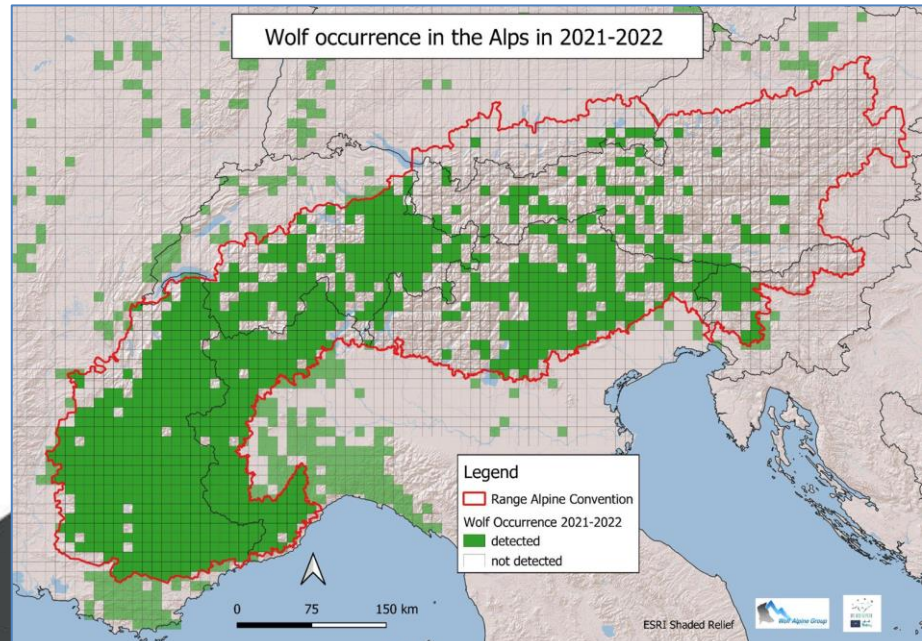 Wolf occurrence in the Alps in 2021-2022
Legend
Range Alpine Convention
Wolf Occurrence 2021-2022
detected
not detected
0 75 150 km
ESRI Shaded Relief
Wolf Alpine Group